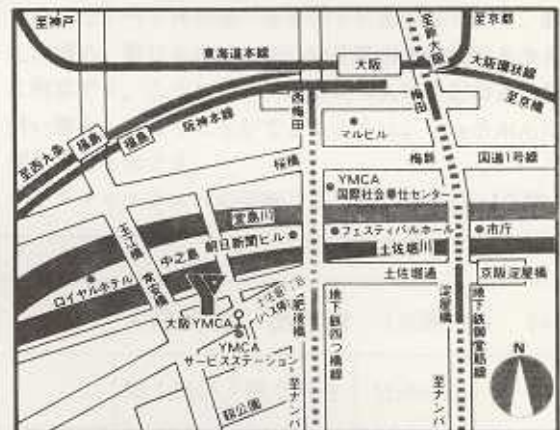 至神戸
至新大阪
至京都
東海道本線
大阪
大阪環状線
至京橋
西梅田
梅田
阪神本線
マルビル
福島
福島
至西九条
桜橋
梅新
国道1号線
YMCA
国際社会奉仕センター
堂島川
フェスティバルホール
市庁
玉江橋
中之島
朝日新聞ビル
土佐堀川
ロイヤルホテル
常安橋
土佐堀通
京阪淀屋橋
大阪YMCA
(バス停)
肥後橋
地下鉄四つ橋線
淀屋橋
地下鉄御堂筋線
YMCA
サービスステーション
N
至ナンバ
至ナンバ
靱公園